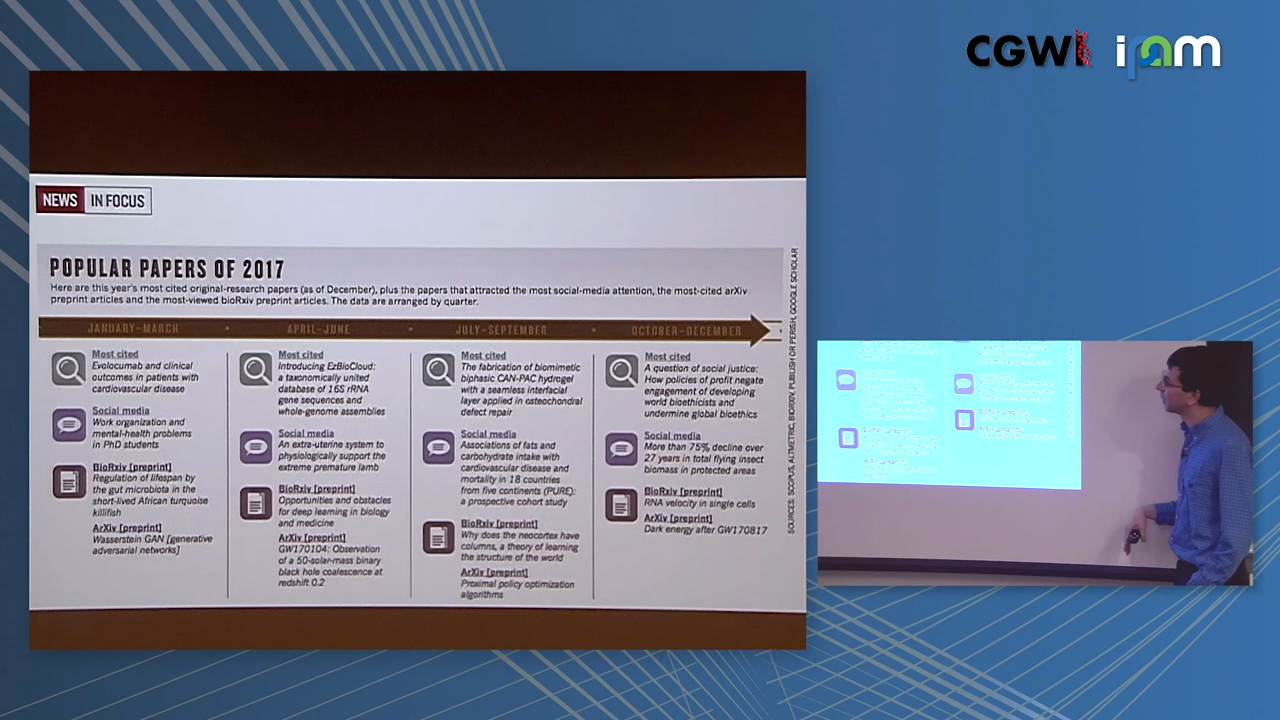 CGWI ipam
NEWS IN FOCUS
POPULAR PAPERS OF 2017
Here are this year's most cited original-research papers (as of December), plus the papers that attracted the most social-media attention, the most-cited arXiv
preprint articles and the most-viewed bioRxiv preprint articles. The data are arranged by quarter.
JANUARY–MARCH • APRIL–JUNE • JULY–SEPTEMBER • OCTOBER–DECEMBER
Most cited
Evolocumab and clinical
outcomes in patients with
cardiovascular disease
Social media
Work organization and
mental-health problems
in PhD students
BioRxiv [preprint]
Regulation of lifespan by
the gut microbiota in the
short-lived African turquoise
killifish
ArXiv [preprint]
Wasserstein GAN [generative
adversarial networks]
Most cited
Introducing EzBioCloud:
a taxonomically united
database of 16S rRNA
gene sequences and
whole-genome assemblies
Social media
An extra-uterine system to
physiologically support the
extreme premature lamb
BioRxiv [preprint]
Opportunities and obstacles
for deep learning in biology
and medicine
ArXiv [preprint]
GW170104: Observation
of a 50-solar-mass binary
black hole coalescence at
redshift 0.2
Most cited
The fabrication of biomimetic
biphasic CAN-PAC hydrogel
with a seamless interfacial
layer applied in osteochondral
defect repair
Social media
Associations of fats and
carbohydrate intake with
cardiovascular disease and
mortality in 18 countries
from five continents (PURE):
a prospective cohort study
BioRxiv [preprint]
Why does the neocortex have
columns, a theory of learning
the structure of the world
ArXiv [preprint]
Proximal policy optimization
algorithms
Most cited
A question of social justice:
How policies of profit negate
engagement of developing
world bioethicists and
undermine global bioethics
Social media
More than 75% decline over
27 years in total flying insect
biomass in protected areas
BioRxiv [preprint]
RNA velocity in single cells
ArXiv [preprint]
Dark energy after GW170817
SOURCES: SCOPUS, ALTMETRIC, BIORXIV, PUBLISH OR PERISH, GOOGLE SCHOLAR